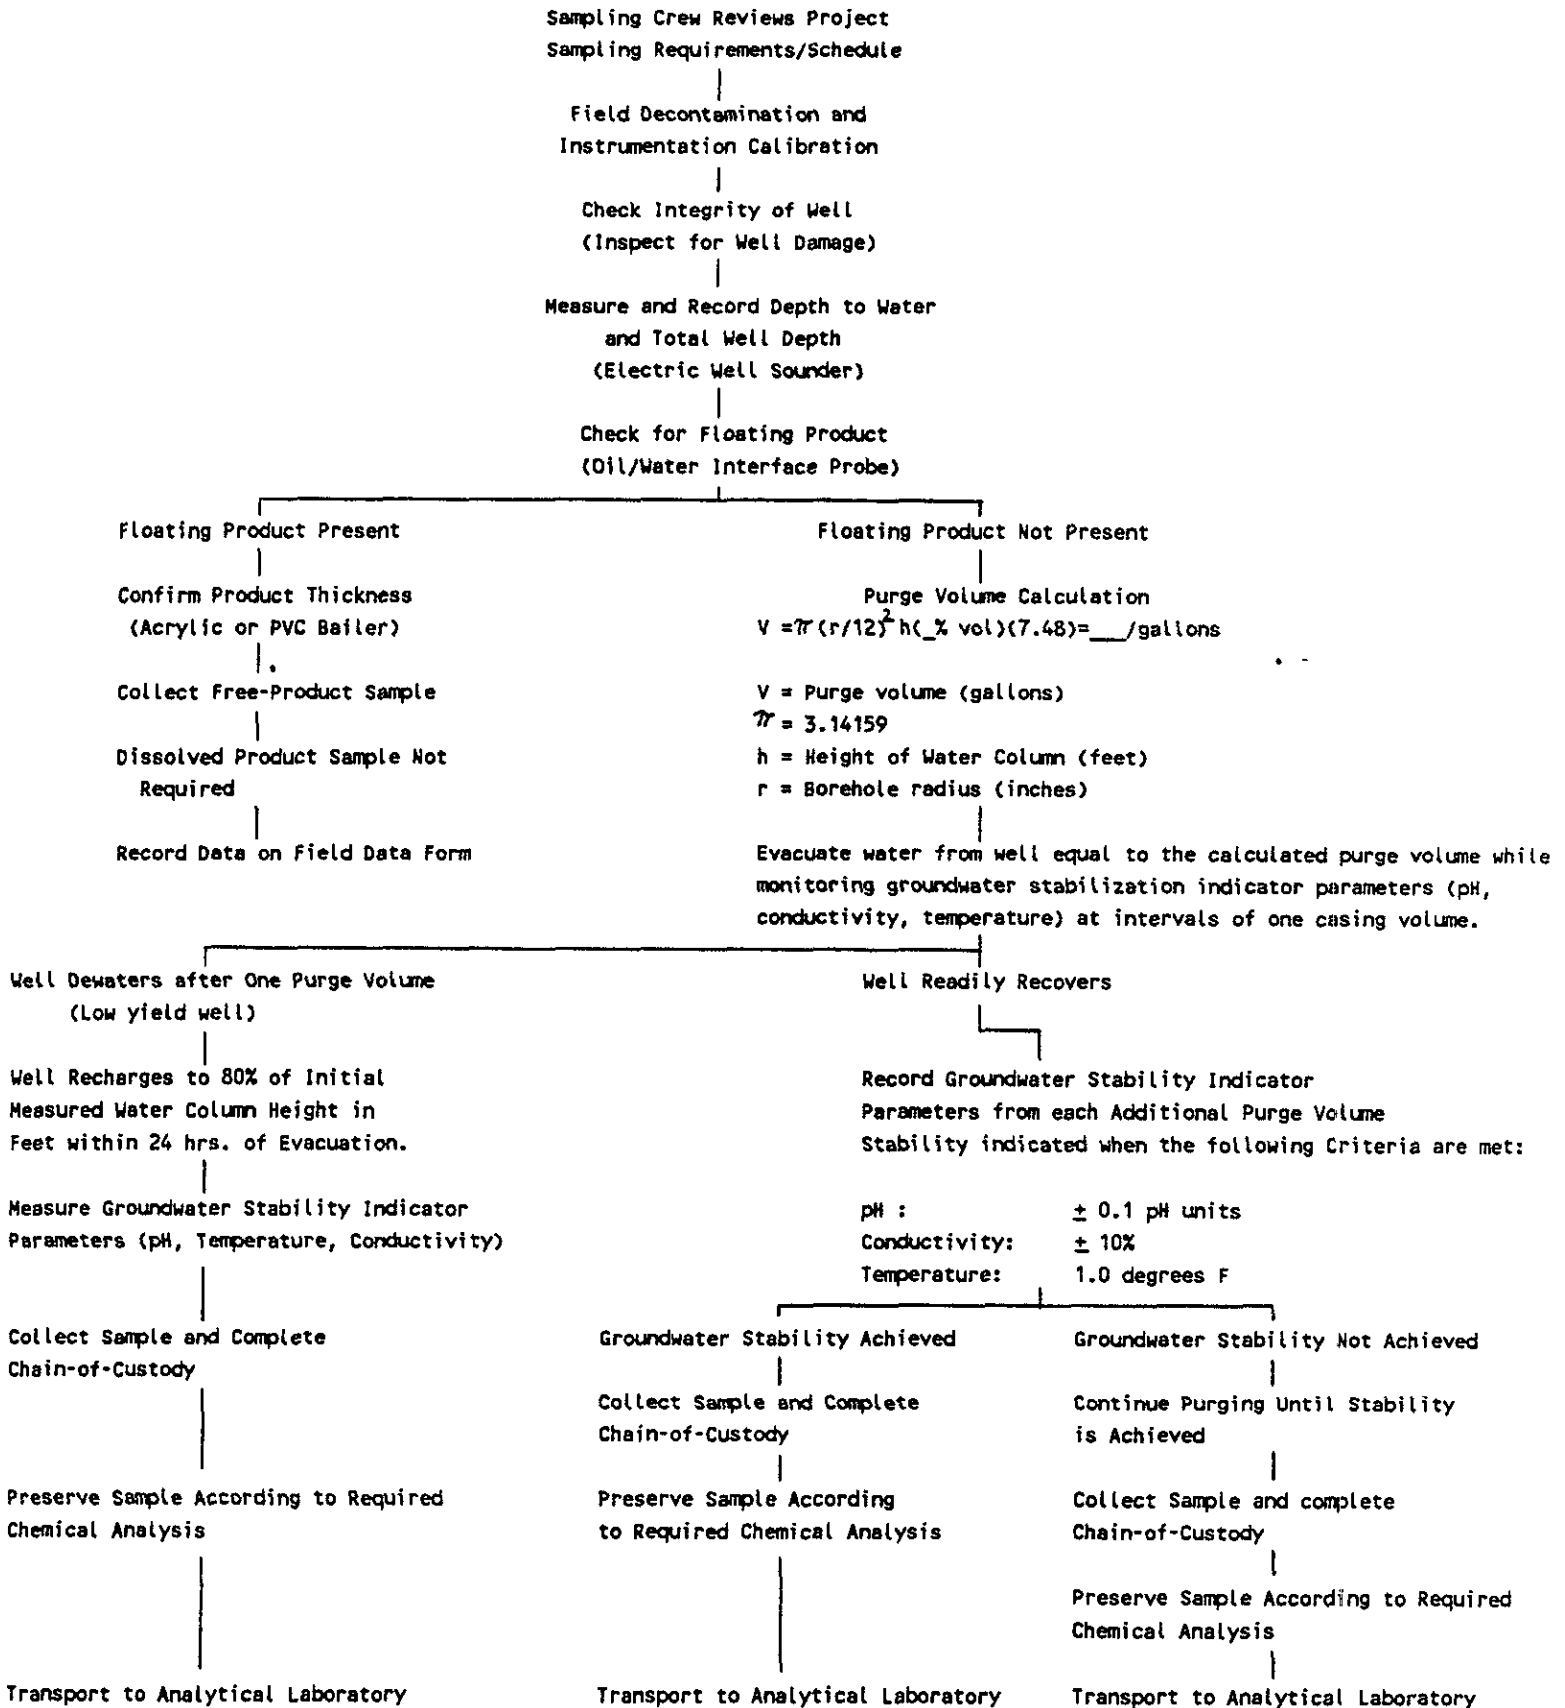 Sampling Crew Reviews Project
Sampling Requirements/Schedule
Field Decontamination and
Instrumentation Calibration
Check Integrity of Well
(Inspect for Well Damage)
Measure and Record Depth to Water
and Total Well Depth
(Electric Well Sounder)
Check for Floating Product
(Oil/Water Interface Probe)
Floating Product Present
Confirm Product Thickness
(Acrylic or PVC Bailer)
Collect Free-Product Sample
Dissolved Product Sample Not
Required
Record Data on Field Data Form
Floating Product Not Present
Purge Volume Calculation
V =π(r/12)² h(_% vol)(7.48)=___/gallons
V = Purge volume (gallons)
π = 3.14159
h = Height of Water Column (feet)
r = Borehole radius (inches)
Evacuate water from well equal to the calculated purge volume while
monitoring groundwater stabilization indicator parameters (pH,
conductivity, temperature) at intervals of one casing volume.
Well Dewaters after One Purge Volume
(Low yield well)
Well Recharges to 80% of Initial
Measured Water Column Height in
Feet within 24 hrs. of Evacuation.
Measure Groundwater Stability Indicator
Parameters (pH, Temperature, Conductivity)
Collect Sample and Complete
Chain-of-Custody
Preserve Sample According to Required
Chemical Analysis
Transport to Analytical Laboratory
Well Readily Recovers
Record Groundwater Stability Indicator
Parameters from each Additional Purge Volume
Stability indicated when the following Criteria are met:
pH : ± 0.1 pH units
Conductivity: ± 10%
Temperature: 1.0 degrees F
Groundwater Stability Achieved
Collect Sample and Complete
Chain-of-Custody
Preserve Sample According
to Required Chemical Analysis
Transport to Analytical Laboratory
Groundwater Stability Not Achieved
Continue Purging Until Stability
is Achieved
Collect Sample and complete
Chain-of-Custody
Preserve Sample According to Required
Chemical Analysis
Transport to Analytical Laboratory